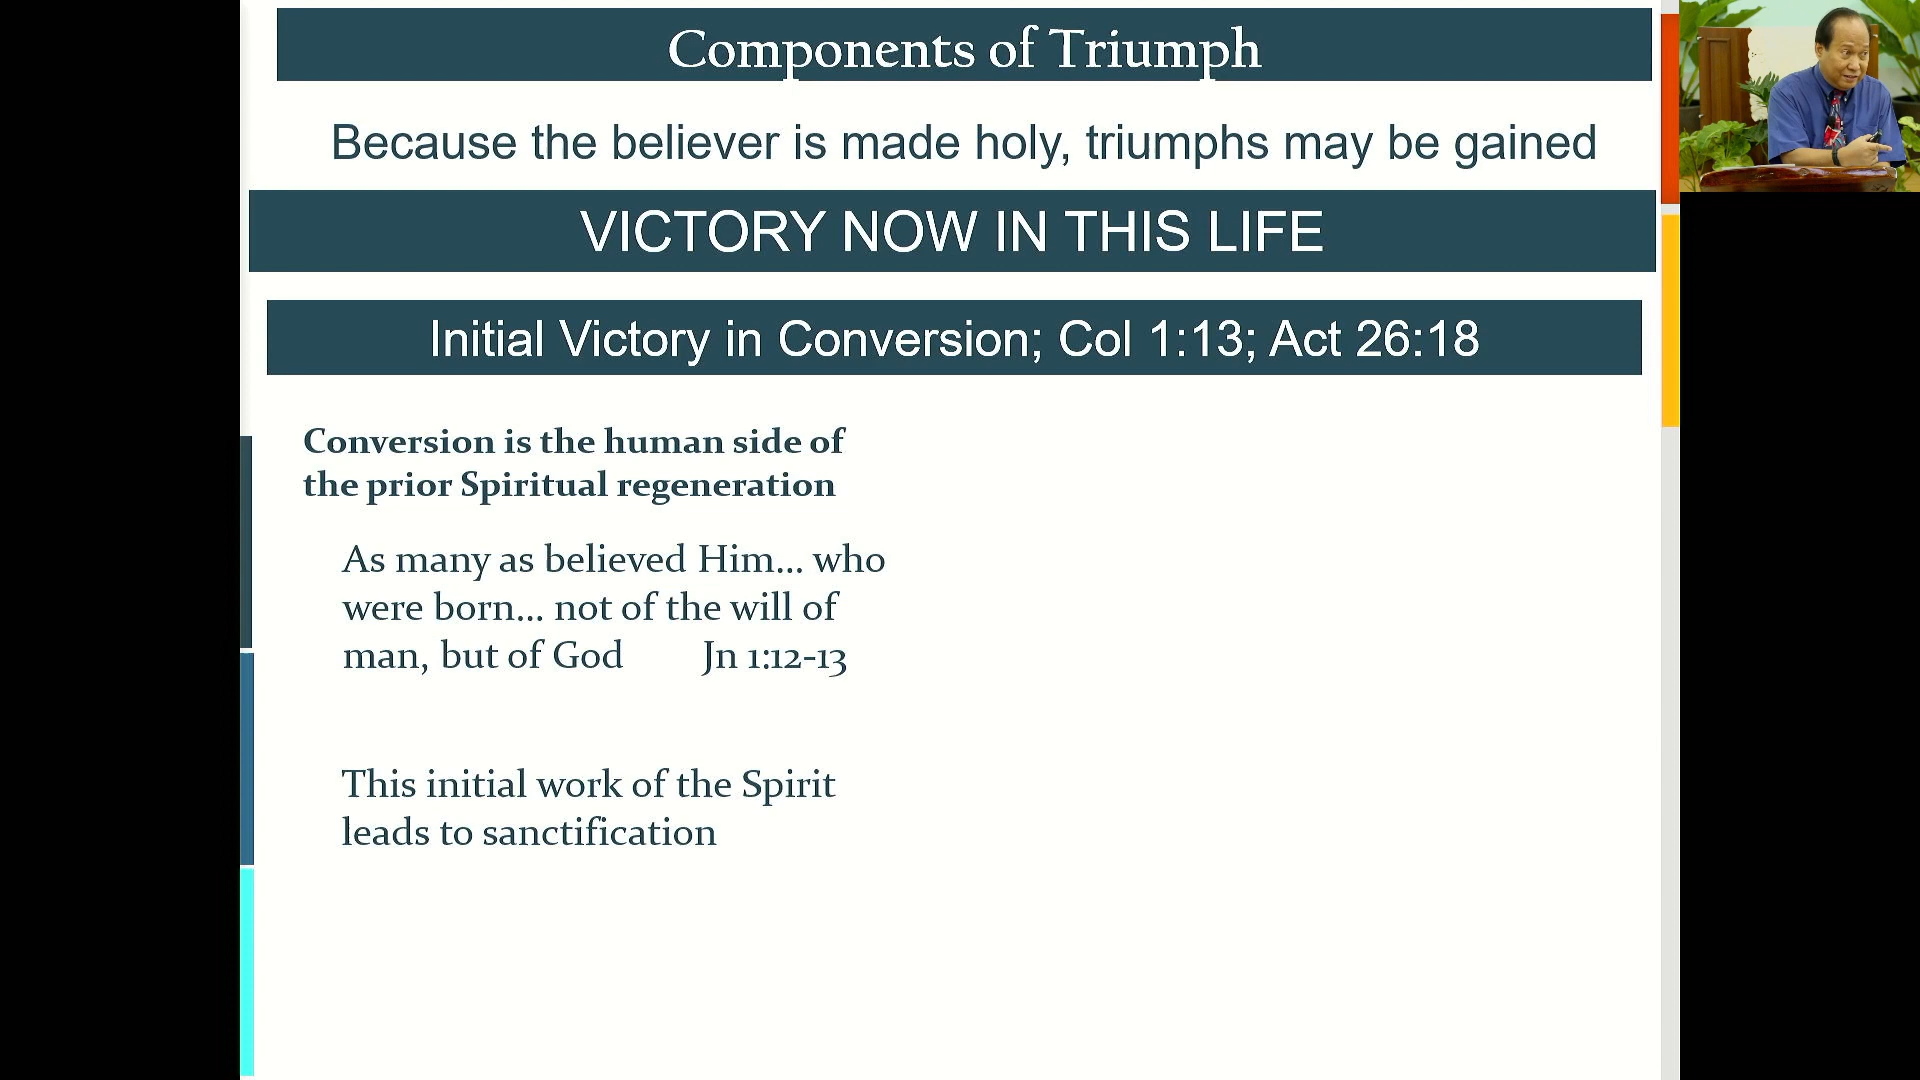 Components of Triumph
Because the believer is made holy, triumphs may be gained
VICTORY NOW IN THIS LIFE
Initial Victory in Conversion; Col 1:13; Act 26:18
Conversion is the human side of
the prior Spiritual regeneration
As many as believed Him... who
were born... not of the will of
man, but of God Jn 1:12-13
This initial work of the Spirit
leads to sanctification